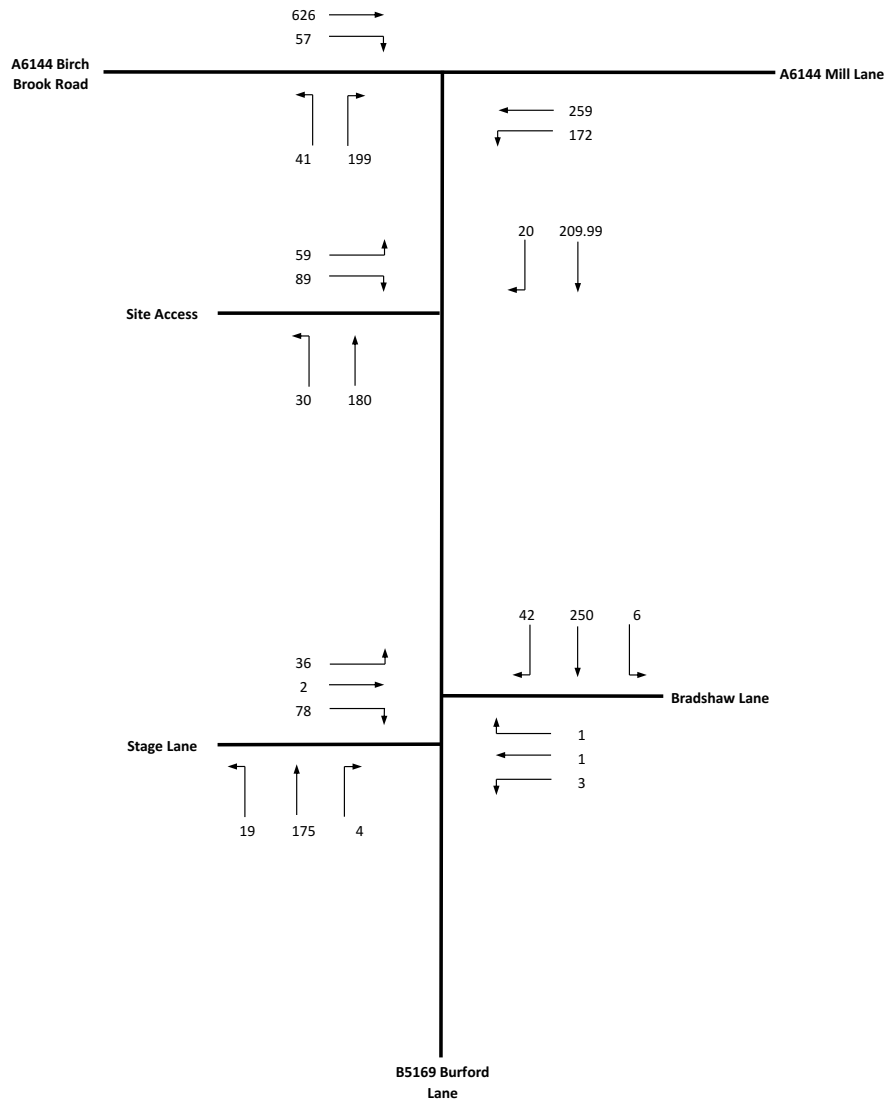 626
57
A6144 Birch
Brook Road
A6144 Mill Lane
259
172
41 199
20 209.99
59
89
Site Access
30 180
42 250 6
36
2
78
Bradshaw Lane
Stage Lane
1
1
3
19 175 4
B5169 Burford
Lane